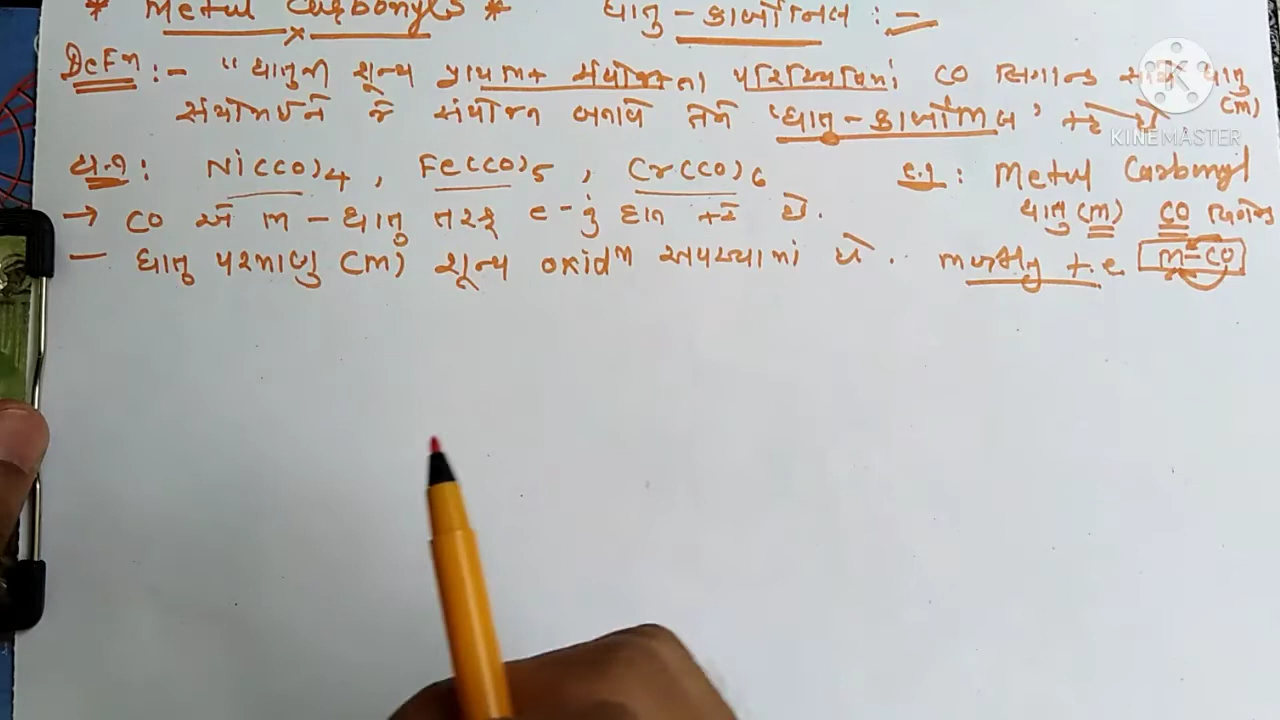 * Metal Carbonyls * ધાતુ - કાર્બોનિલ : -
Defⁿ : - " ધાતુની શૂન્ય પ્રાથમિક સંયોજકતા પરિસ્થિતિમાં CO લિગાન્ડ સાથે ધાતુ (m)
સંયોજાઈને જે સંયોજન બનાવે તેને "ધાતુ - કાર્બોનિલ" કહે છે
દા.ત : Ni(CO)4 , Fe(CO)5 , Cr(CO)6
→ CO એ m - ધાતુ તરફ e⁻ નું દાન કરે છે.
- ધાતુ પરમાણુ (m) શૂન્ય oxidⁿ અવસ્થામાં છે.
e.g : Metal Carbonyl
ધાતુ (m) CO લિગેન્ડ
m-CO
KINEMASTER